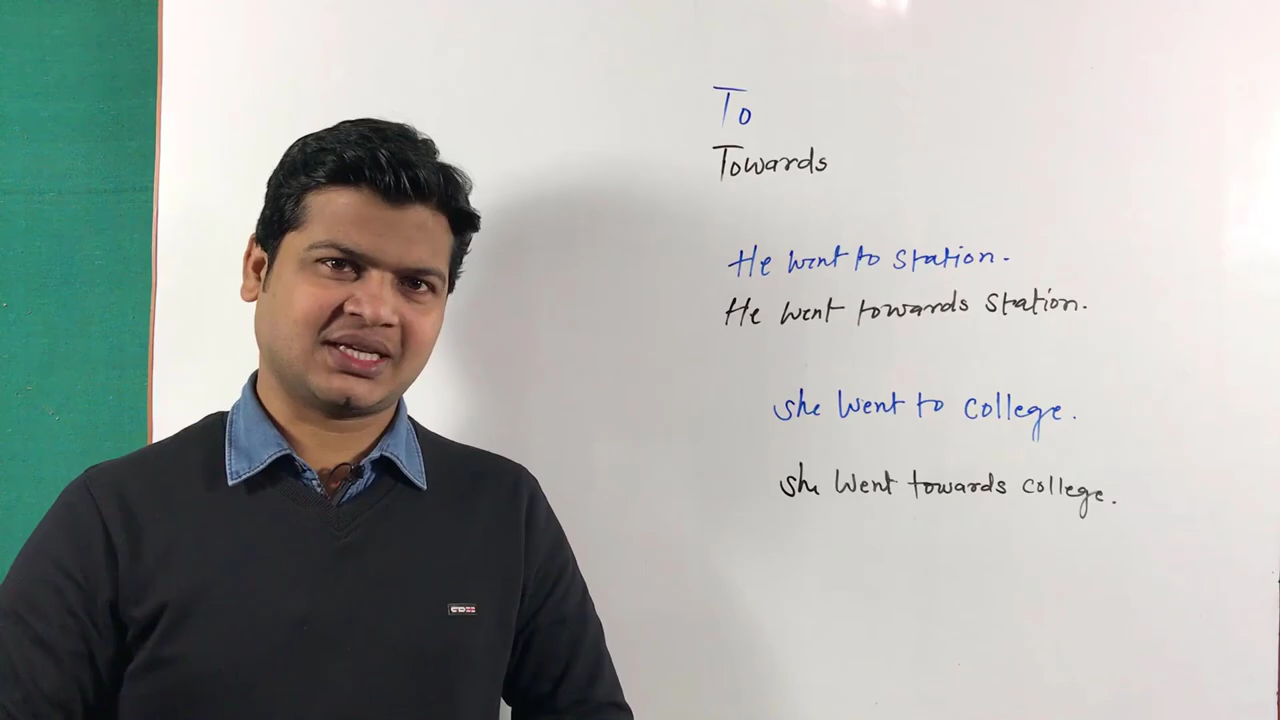 To
Towards
He went to station.
He went towards station.
she went to college.
she went towards college.